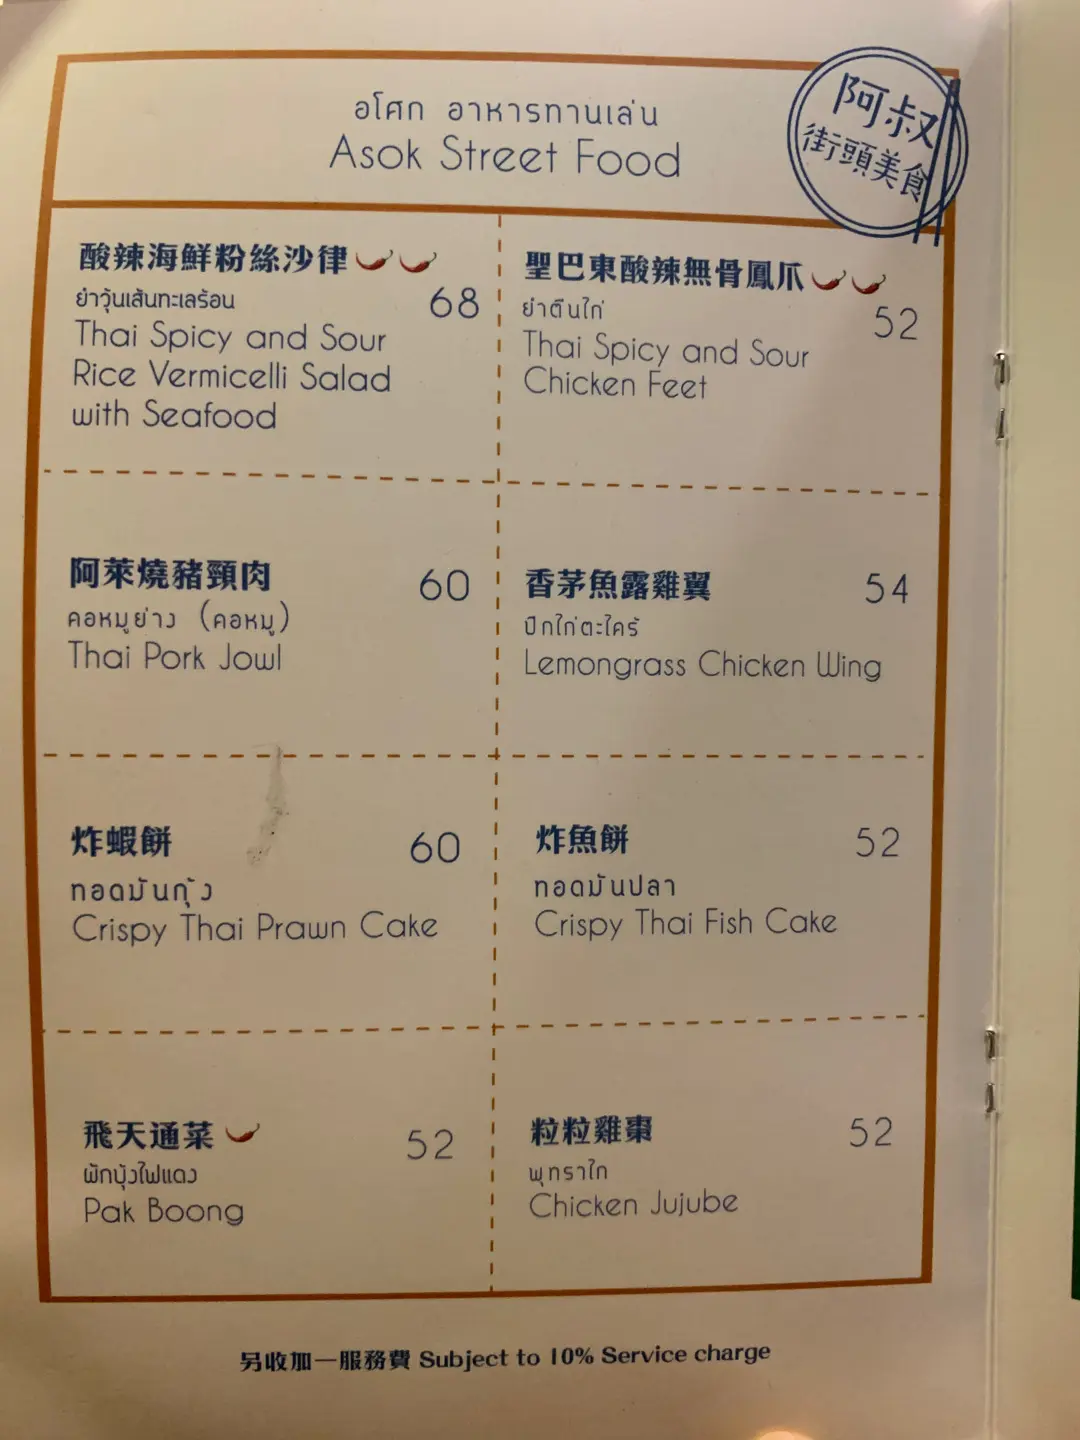 อโศก อาหารทานเล่น
Asok Street Food
阿叔
街頭美食
酸辣海鮮粉絲沙律
ยำวุ้นเส้นทะเลร้อน
68
Thai Spicy and Sour
Rice Vermicelli Salad
with Seafood
聖巴東酸辣無骨鳳爪
ยำตีนไก่
52
Thai Spicy and Sour
Chicken Feet
阿萊燒豬頸肉
60
คอหมูย่าง (คอหมู)
Thai Pork Jowl
香茅魚露雞翼
54
ปีกไก่ตะไคร้
Lemongrass Chicken Wing
炸蝦餅
60
ทอดมันกุ้ง
Crispy Thai Prawn Cake
炸魚餅
52
ทอดมันปลา
Crispy Thai Fish Cake
飛天通菜
52
ผักบุ้งไฟแดง
Pak Boong
粒粒雞棗
52
พุทราไก
Chicken Jujube
另收加一服務費 Subject to 10% Service charge